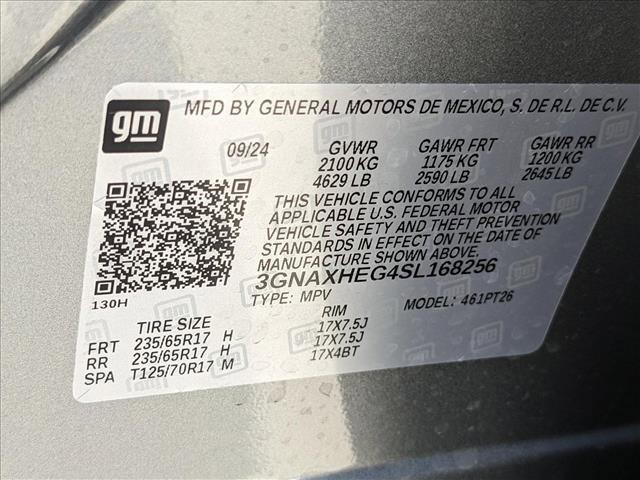 gm
MFD BY GENERAL MOTORS DE MEXICO, S. DE R.L. DE C.V.
09/24 GVWR GAWR FRT GAWR RR
2100 KG 1175 KG 1200 KG
4629 LB 2590 LB 2645 LB
THIS VEHICLE CONFORMS TO ALL
APPLICABLE U.S. FEDERAL MOTOR
VEHICLE SAFETY AND THEFT PREVENTION
STANDARDS IN EFFECT ON THE DATE OF
3GNAXHEG4SL168256
130H
TYPE: MPV MODEL: 461PT26
TIRE SIZE RIM
FRT 235/65R17 H 17X7.5J
RR 235/65R17 H 17X7.5J
SPA T125/70R17 M 17X4BT